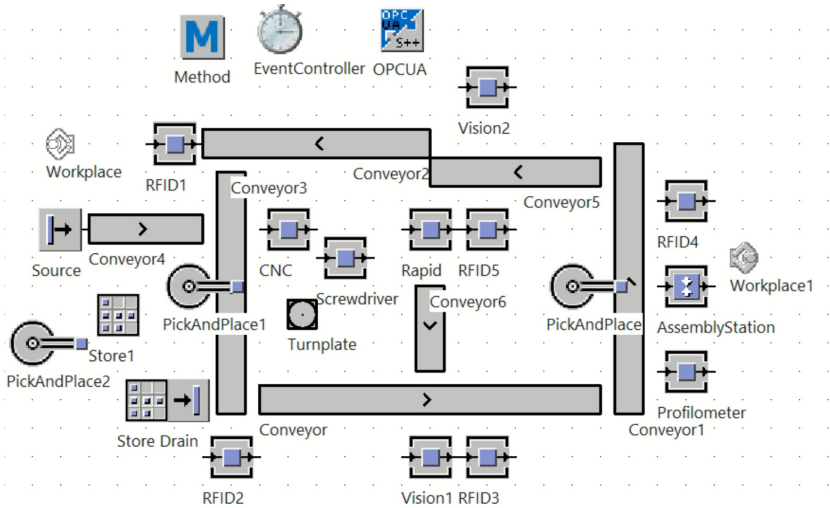 M
OPC
UA
S++
Method
EventController
OPCUA
Vision2
Workplace
RFID1
Conveyor3
Conveyor2
Conveyor5
RFID4
Source
Conveyor4
CNC
Screwdriver
Rapid
RFID5
Workplace1
PickAndPlace1
Conveyor6
PickAndPlace
AssemblyStation
Store1
Turnplate
PickAndPlace2
Profilometer
Store
Drain
Conveyor
Conveyor1
RFID2
Vision1
RFID3